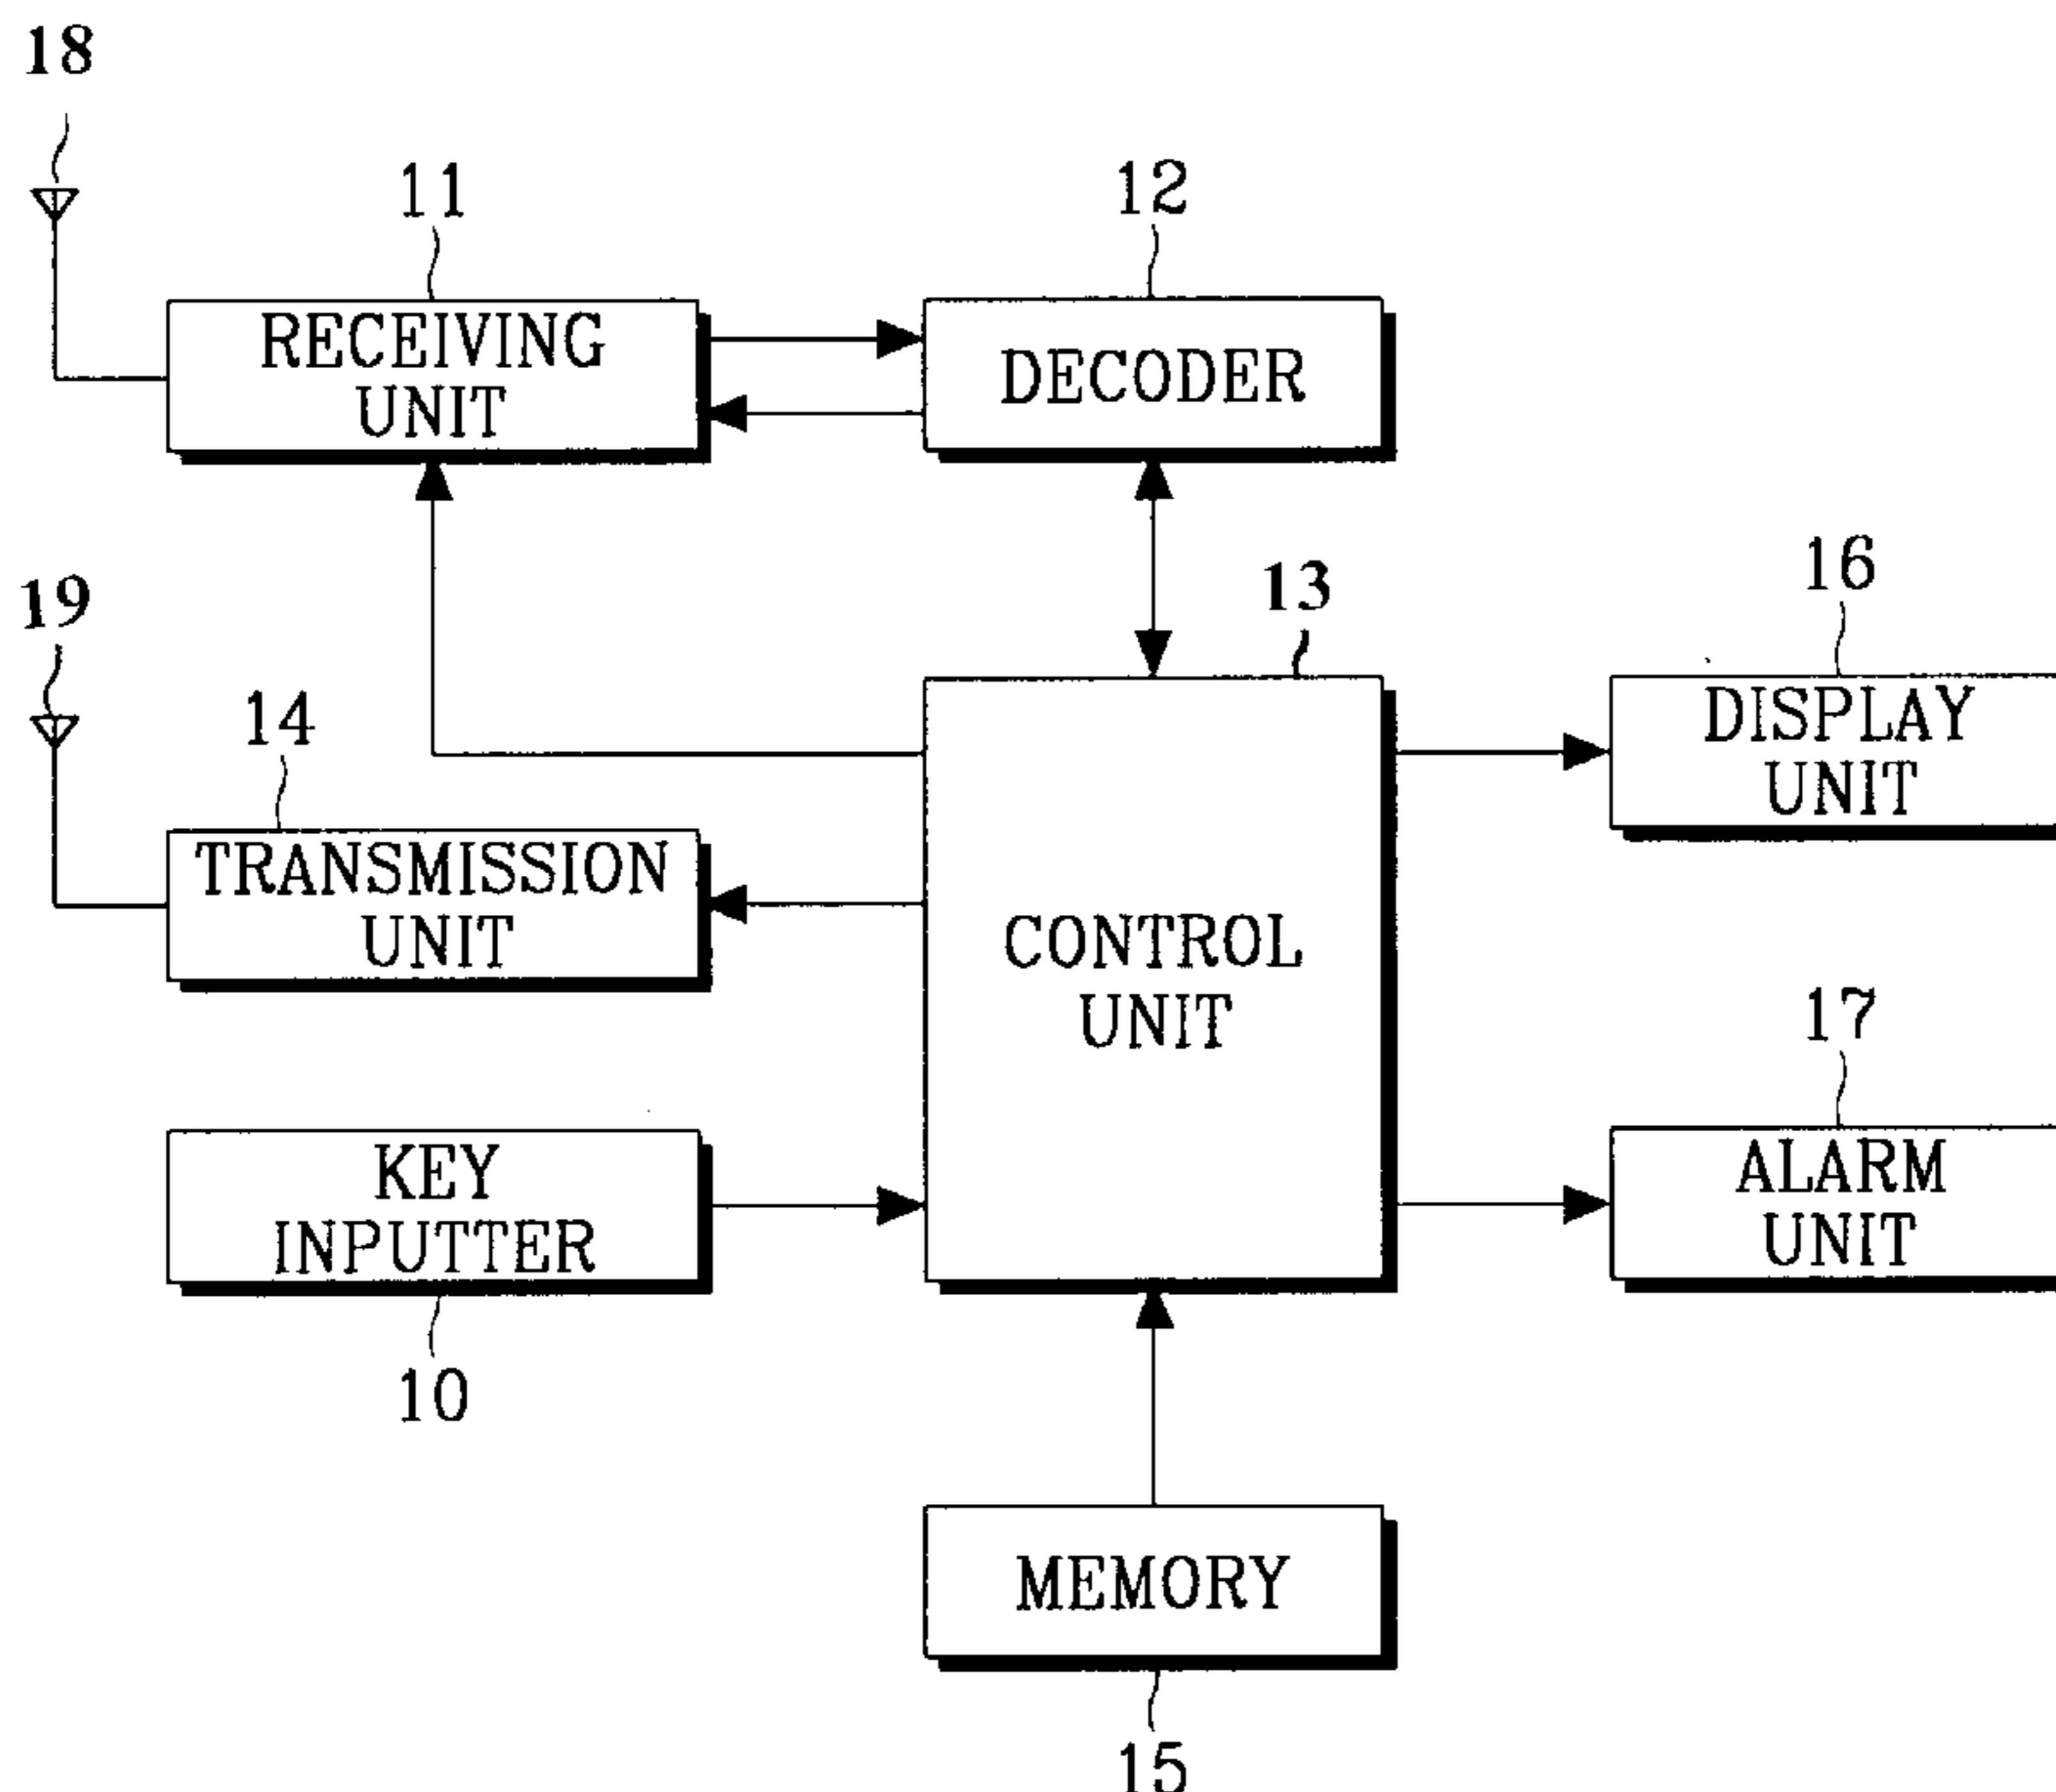 18
11
12
RECEIVING
UNIT
DECODER
19
13
16
14
DISPLAY
UNIT
TRANSMISSION
UNIT
CONTROL
UNIT
17
KEY
INPUTTER
ALARM
UNIT
10
MEMORY
15